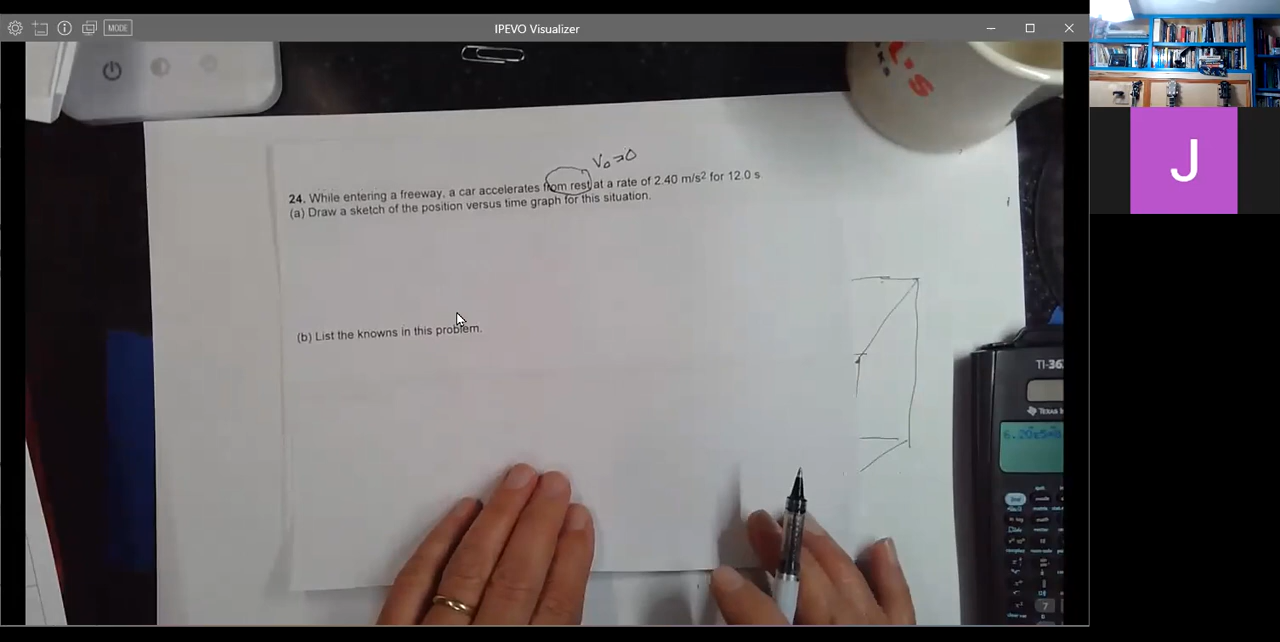 IPEVO Visualizer
MODE
V₀ = 0
24. While entering a freeway, a car accelerates from rest at a rate of 2.40 m/s² for 12.0 s
(a) Draw a sketch of the position versus time graph for this situation.
(b) List the knowns in this problem.
J
TI-36
TEXAS
7